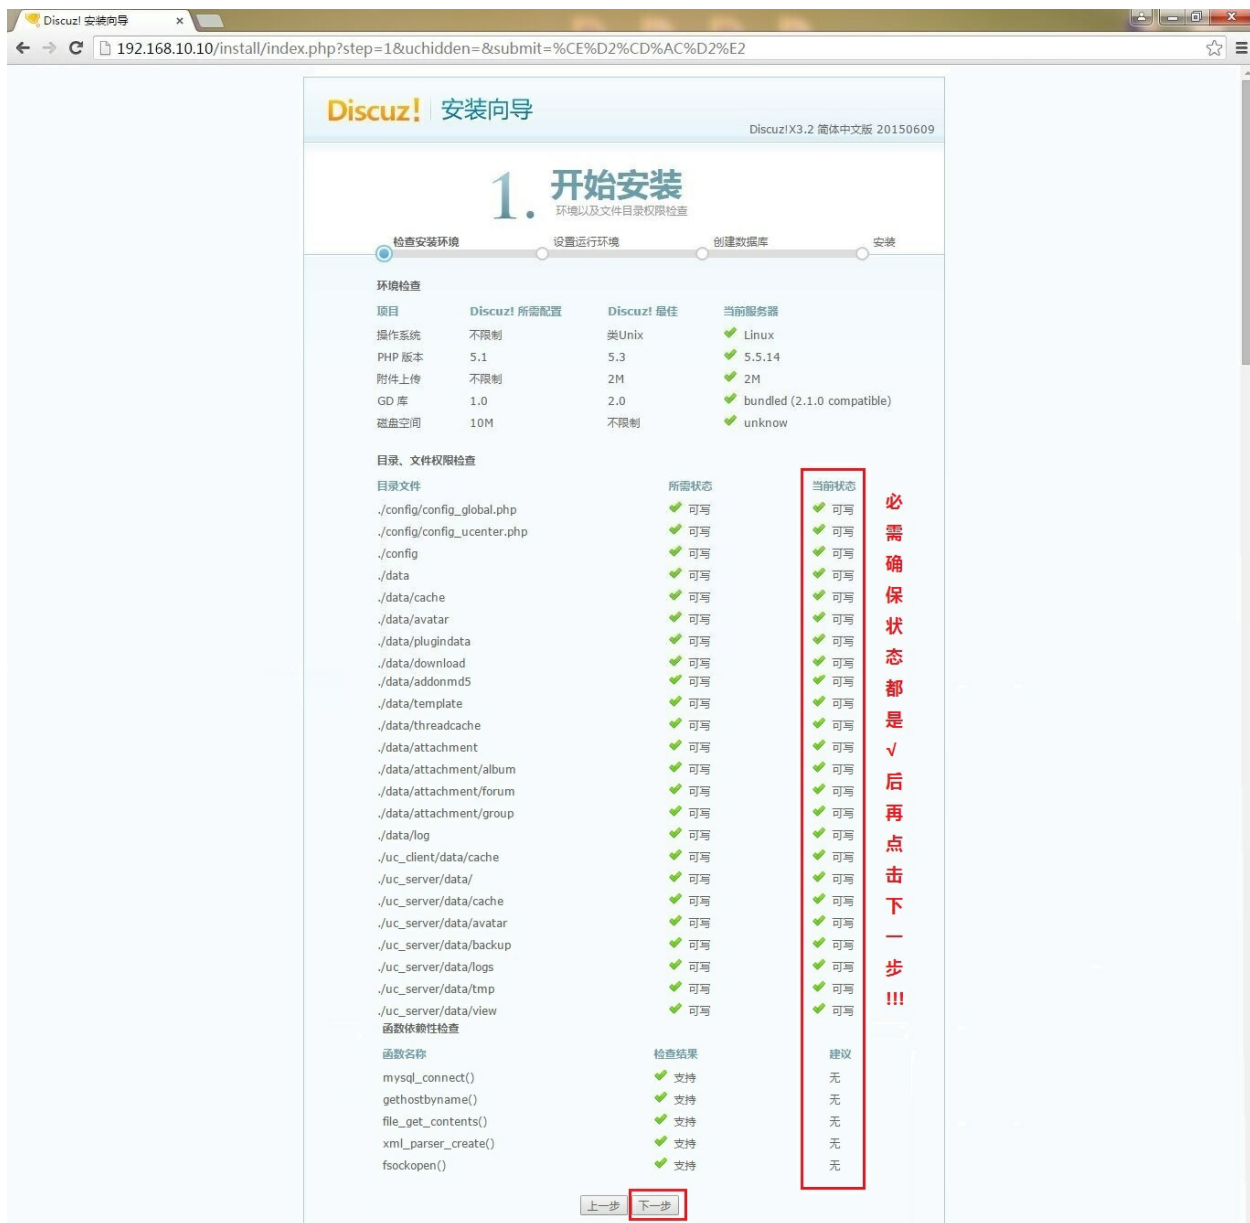 Discuz! 安装向导
192.168.10.10/install/index.php?step=1&uchidden=&submit=%CE%D2%CD%AC%D2%E2
Discuz! 安装向导
Discuz!X3.2 简体中文版 20150609
1. 开始安装
环境以及文件目录权限检查
检查安装环境 设置运行环境 创建数据库 安装
环境检查
项目 Discuz! 所需配置 Discuz! 最佳 当前服务器
操作系统 不限制 类Unix Linux
PHP 版本 5.1 5.3 5.5.14
附件上传 不限制 2M 2M
GD 库 1.0 2.0 bundled (2.1.0 compatible)
磁盘空间 10M 不限制 unknow
目录、文件权限检查
目录文件 所需状态 当前状态
./config/config_global.php 可写 可写
./config/config_ucenter.php 可写 可写
./config 可写 可写
./data 可写 可写
./data/cache 可写 可写
./data/avatar 可写 可写
./data/plugindata 可写 可写
./data/download 可写 可写
./data/addonmd5 可写 可写
./data/template 可写 可写
./data/threadcache 可写 可写
./data/attachment 可写 可写
./data/attachment/album 可写 可写
./data/attachment/forum 可写 可写
./data/attachment/group 可写 可写
./data/log 可写 可写
./uc_client/data/cache 可写 可写
./uc_server/data/ 可写 可写
./uc_server/data/cache 可写 可写
./uc_server/data/avatar 可写 可写
./uc_server/data/backup 可写 可写
./uc_server/data/logs 可写 可写
./uc_server/data/tmp 可写 可写
./uc_server/data/view 可写 可写
必需确保状态都是√后再点击下一步!!!
函数依赖性检查
函数名称 检查结果 建议
mysql_connect() 支持 无
gethostbyname() 支持 无
file_get_contents() 支持 无
xml_parser_create() 支持 无
fsockopen() 支持 无
上一步 下一步